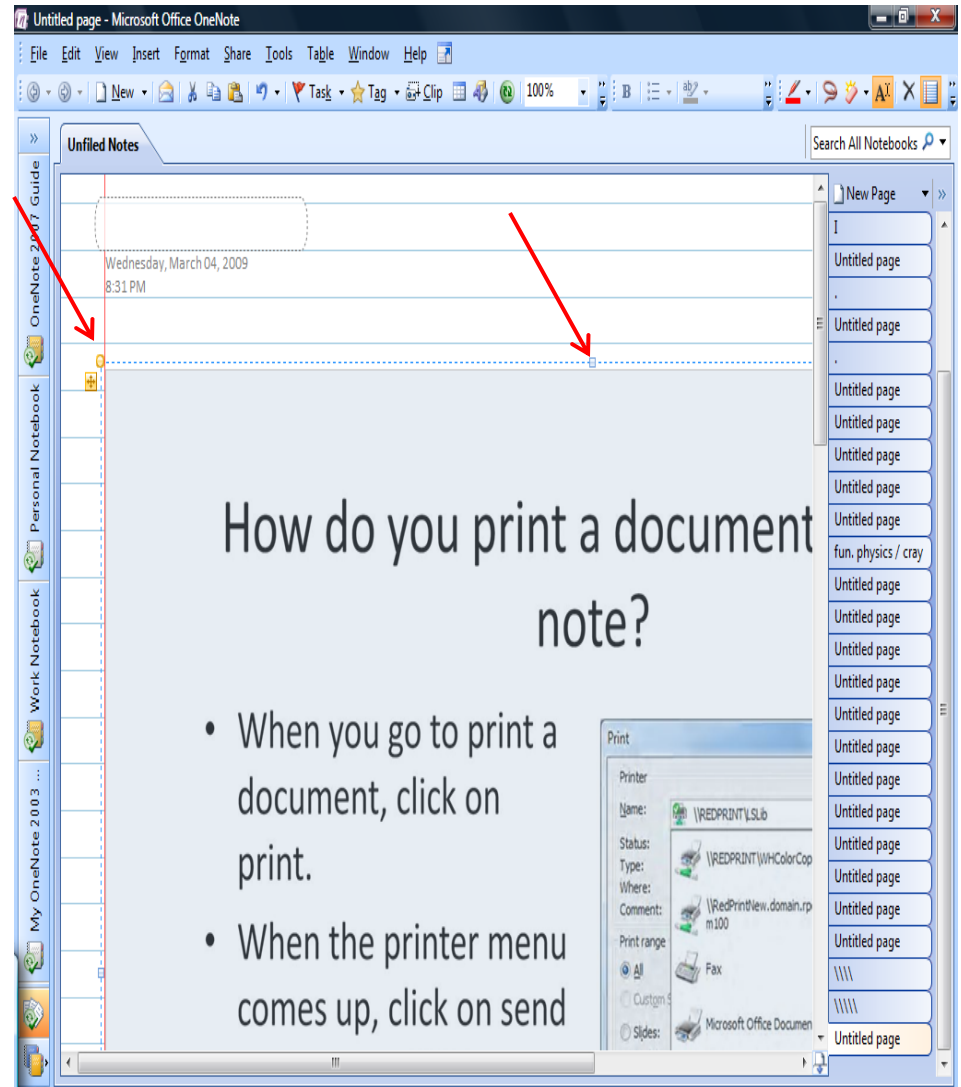 Untitled page - Microsoft Office OneNote
File Edit View Insert Format Share Tools Table Window Help
New Task Tag Clip 100% B ab A
Unfiled Notes
Search All Notebooks
OneNote 2007 Guide
Personal Notebook
Work Notebook
My OneNote 2003 ...
Wednesday, March 04, 2009
8:31 PM
How do you print a document
note?
• When you go to print a
document, click on
print.
• When the printer menu
comes up, click on send
Print
Printer
Name: \\REDPRINT\LSLib
Status:
Type: \\REDPRINT\WHColorCop
Where:
Comment: \\RedPrintNew.domain.rp
m100
Print range
All Fax
Custom S
Slides: Microsoft Office Documen
New Page
I
Untitled page
.
Untitled page
.
Untitled page
Untitled page
Untitled page
Untitled page
Untitled page
fun. physics / cray
Untitled page
Untitled page
Untitled page
Untitled page
Untitled page
Untitled page
Untitled page
Untitled page
Untitled page
Untitled page
Untitled page
Untitled page
\\\\
\\\\\
Untitled page